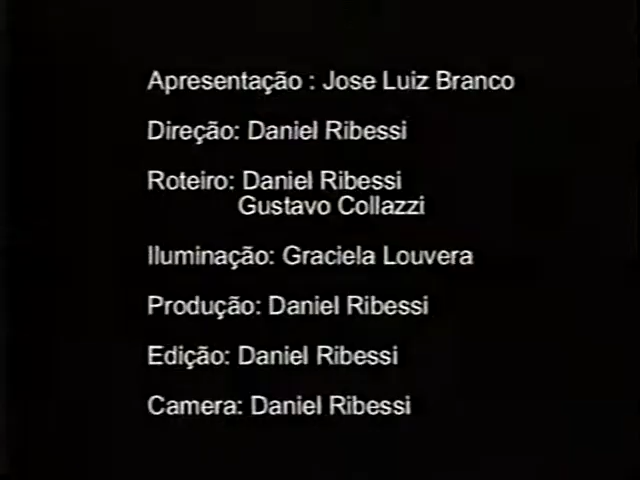 Apresentação : Jose Luiz Branco
Direção: Daniel Ribessi
Roteiro: Daniel Ribessi
Gustavo Collazzi
Iluminação: Graciela Louvera
Produção: Daniel Ribessi
Edição: Daniel Ribessi
Camera: Daniel Ribessi